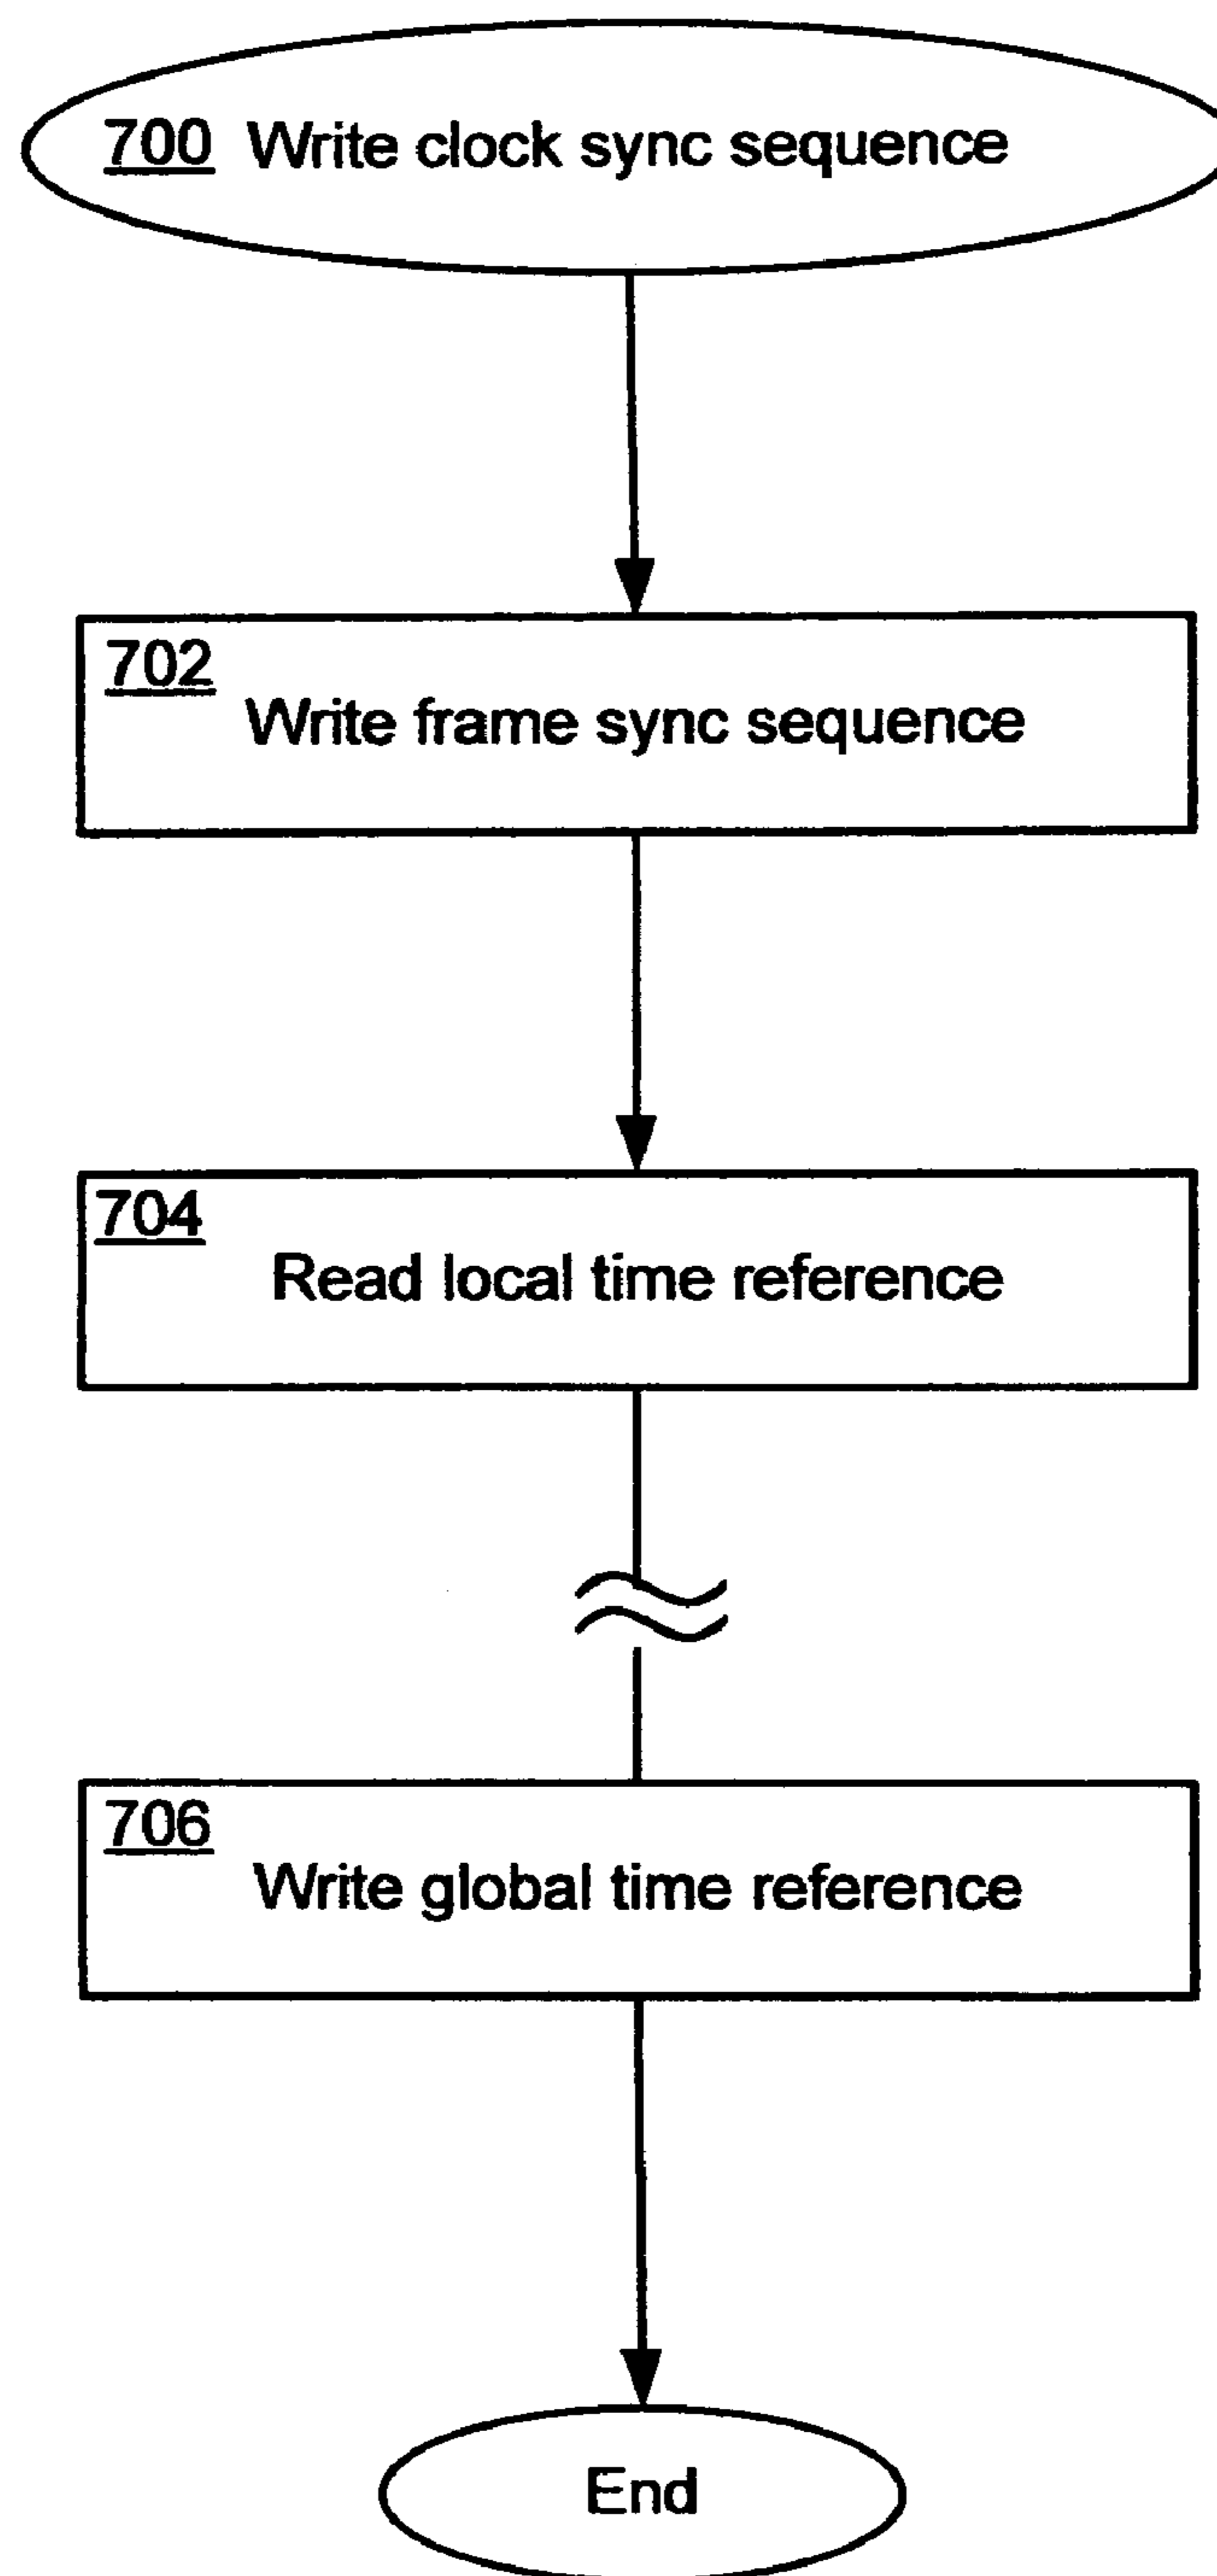 700 Write clock sync sequence
702
Write frame sync sequence
704
Read local time reference
706
Write global time reference
End